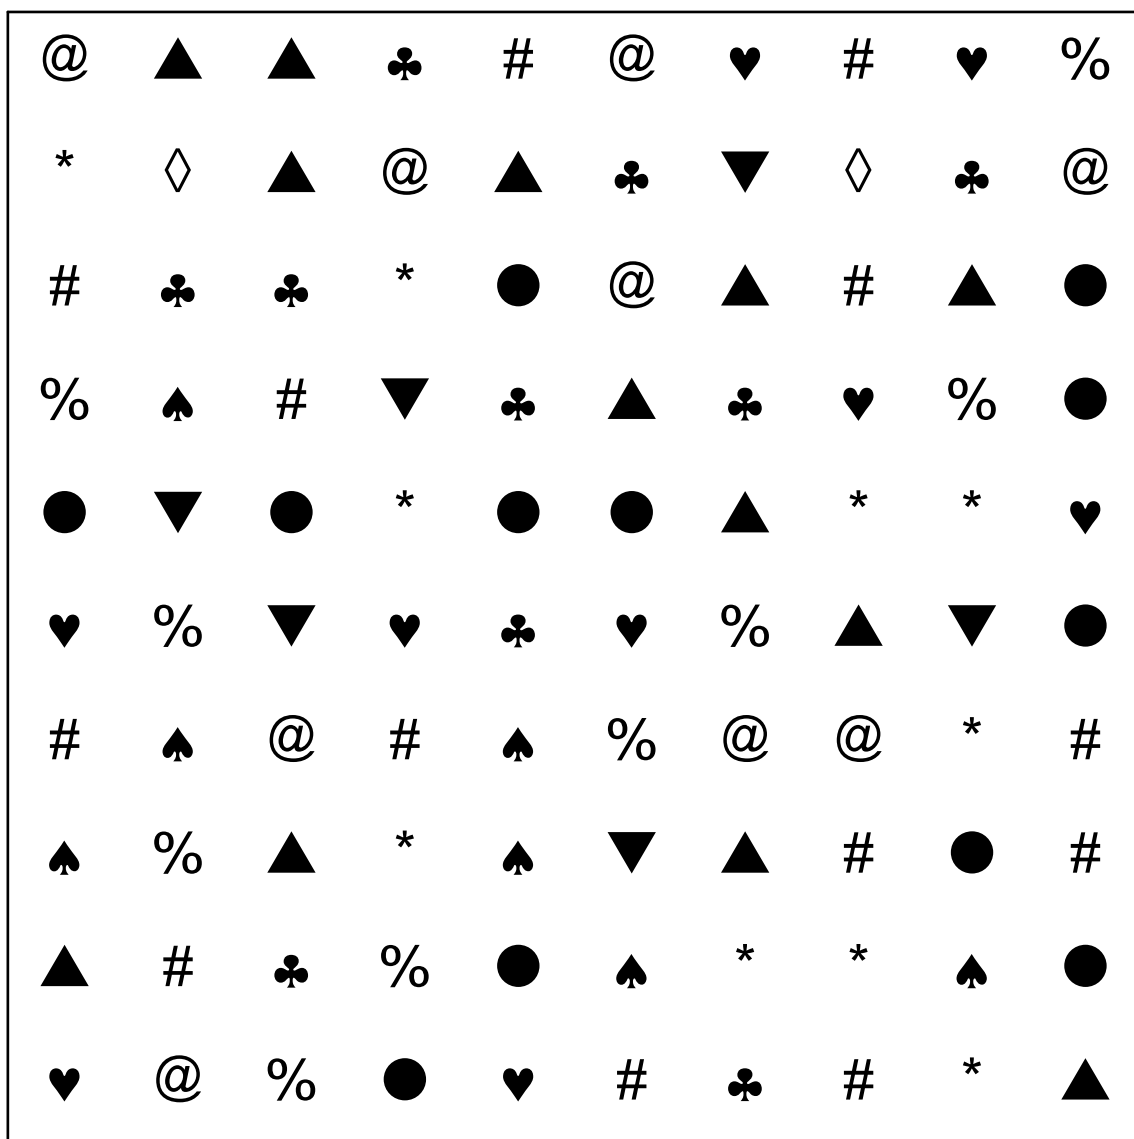 @ ▲ ▲ ♣ # @ ♥ # ♥ %
* ◊ ▲ @ ▲ ♣ ▼ ◊ ♣ @
# ♣ ♣ * ● @ ▲ # ▲ ●
% ♠ # ▼ ♣ ▲ ♣ ♥ % ●
● ▼ ● * ● ● ▲ * * ♥
♥ % ▼ ♥ ♣ ♥ % ▲ ▼ ●
# ♠ @ # ♠ % @ @ * #
♠ % ▲ * ♠ ▼ ▲ # ● #
▲ # ♣ % ● ♠ * * ♠ ●
♥ @ % ● ♥ # ♣ # * ▲